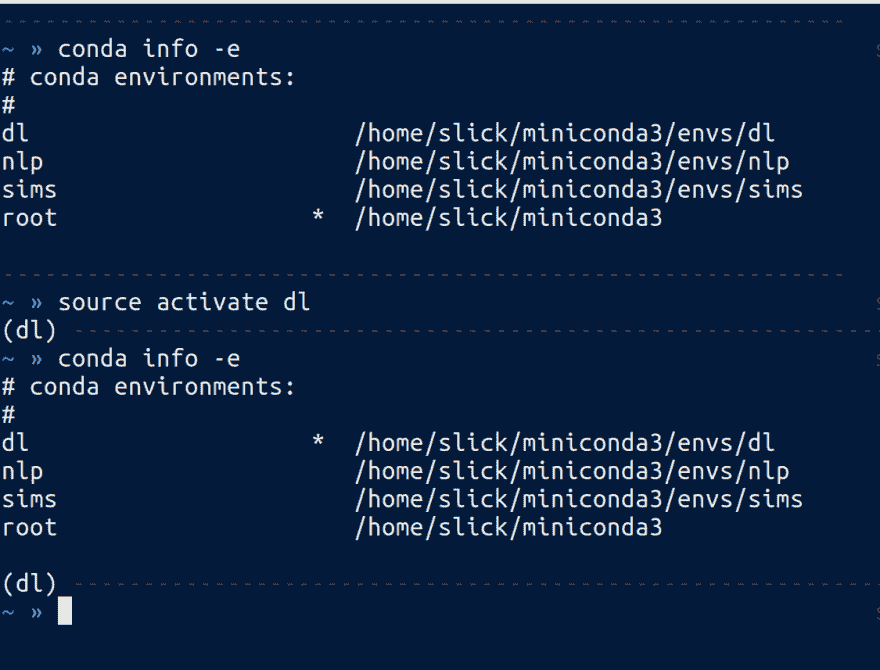 ~ » conda info -e
# conda environments:
#
dl                       /home/slick/miniconda3/envs/dl
nlp                      /home/slick/miniconda3/envs/nlp
sims                     /home/slick/miniconda3/envs/sims
root                  *  /home/slick/miniconda3
~ » source activate dl
(dl)
~ » conda info -e
# conda environments:
#
dl                    *  /home/slick/miniconda3/envs/dl
nlp                      /home/slick/miniconda3/envs/nlp
sims                     /home/slick/miniconda3/envs/sims
root                     /home/slick/miniconda3
(dl)
~ »